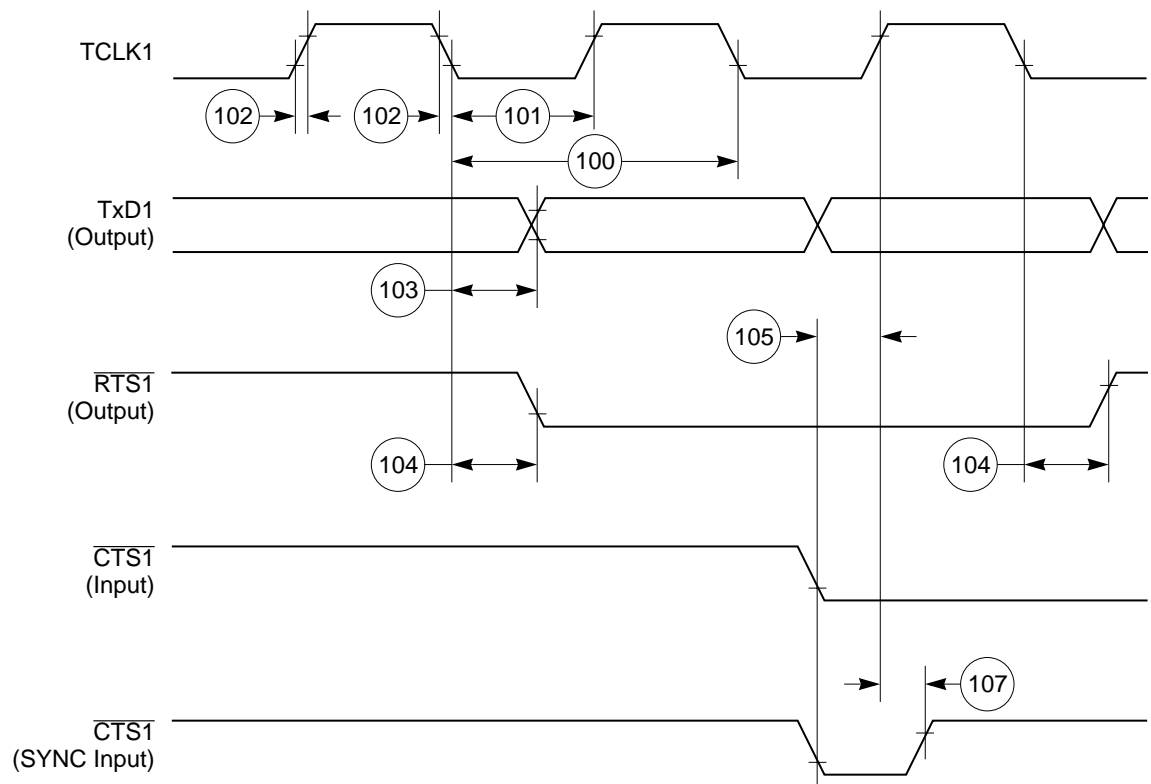 TCLK1
102
102
101
100
TxD1
(Output)
103
105
RTS1
(Output)
104
104
CTS1
(Input)
107
CTS1
(SYNC Input)